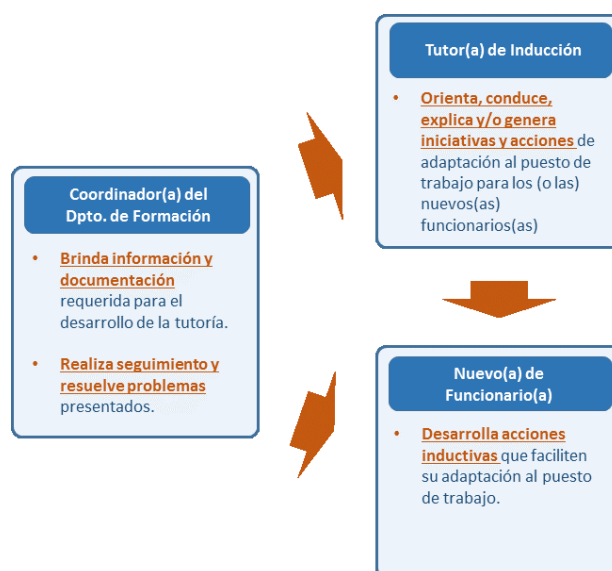 Coordinador(a) del
Dpto. de Formación
• Brinda información y
documentación
requerida para el
desarrollo de la tutoría.
• Realiza seguimiento y
resuelve problemas
presentados.
Tutor(a) de Inducción
• Orienta, conduce,
explica y/o genera
iniciativas y acciones de
adaptación al puesto de
trabajo para los (o las)
nuevos(as)
funcionarios(as)
Nuevo(a) de
Funcionario(a)
• Desarrolla acciones
inductivas que faciliten
su adaptación al puesto
de trabajo.